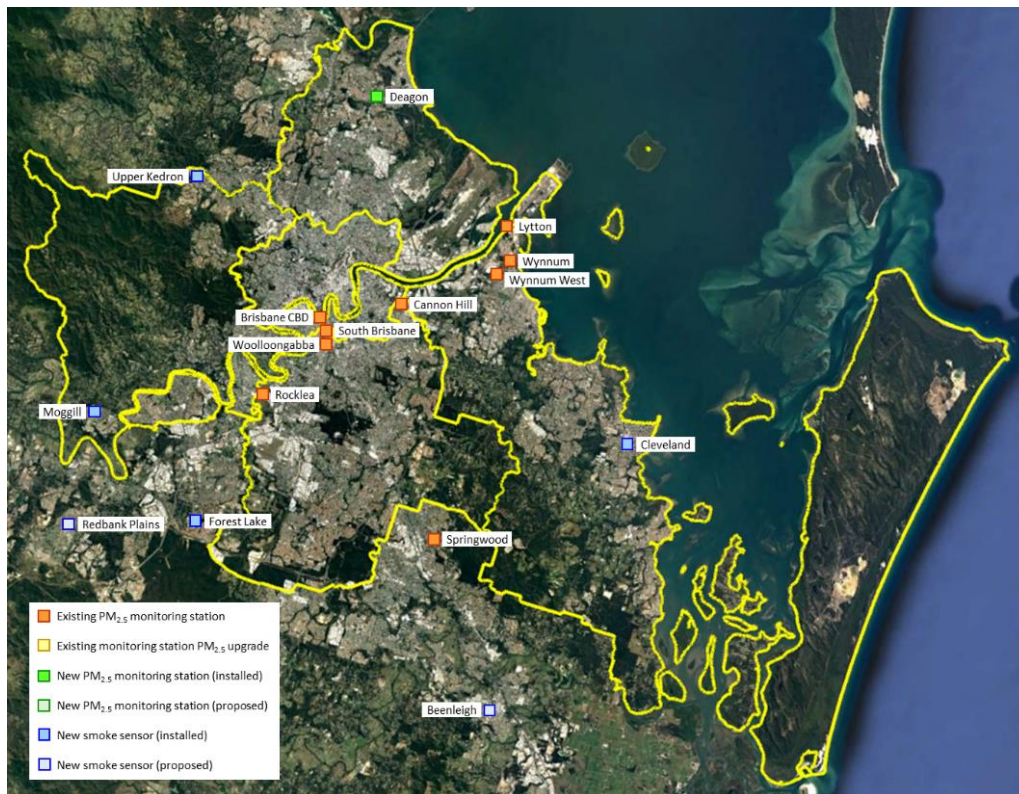 Deagon
Upper Kedron
Lytton
Wynnum
Wynnum West
Cannon Hill
Brisbane CBD
South Brisbane
Woolloongabba
Rocklea
Moggill
Cleveland
Redbank Plains
Forest Lake
Springwood
Beenleigh
Existing PM2.5 monitoring station
Existing monitoring station PM2.5 upgrade
New PM2.5 monitoring station (installed)
New PM2.5 monitoring station (proposed)
New smoke sensor (installed)
New smoke sensor (proposed)